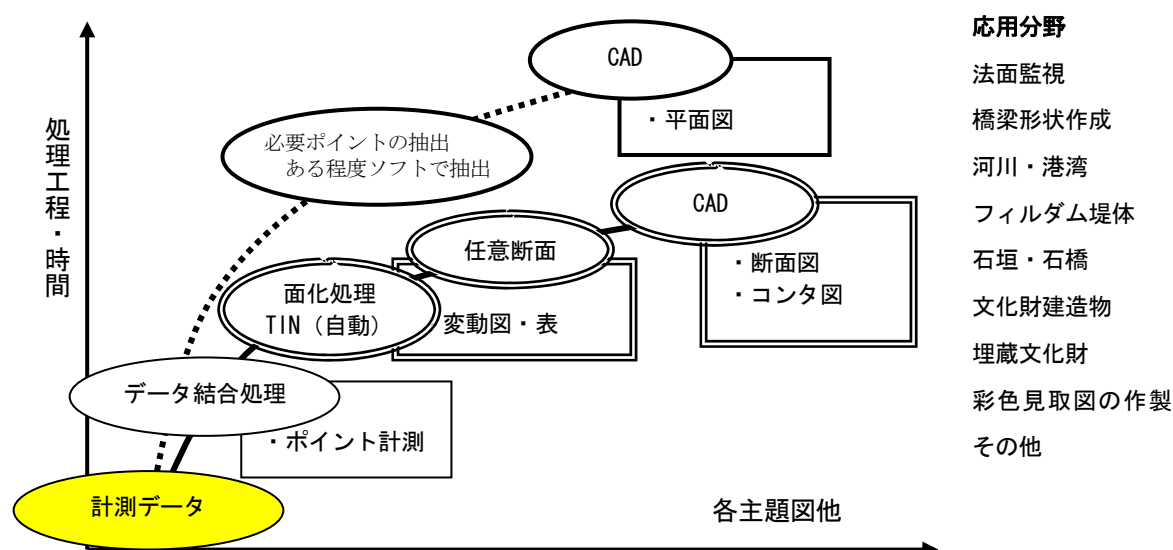 処理工程・時間
CAD
・平面図
必要ポイントの抽出
ある程度ソフトで抽出
CAD
・断面図
・コンタ図
任意断面
面化処理
TIN（自動）
変動図・表
データ結合処理
・ポイント計測
計測データ
各主題図他
応用分野
法面監視
橋梁形状作成
河川・港湾
フィルダム堤体
石垣・石橋
文化財建造物
埋蔵文化財
彩色見取図の作製
その他